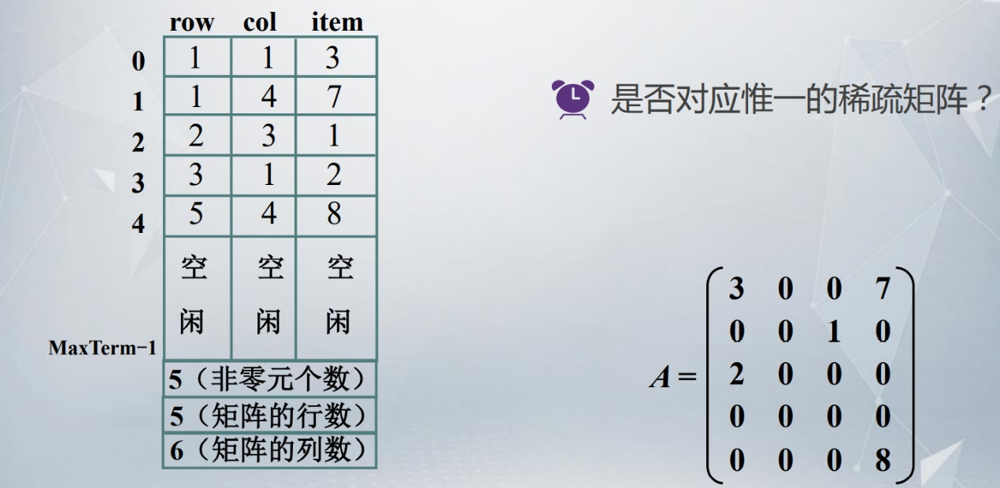 row col item
0 1 1 3
1 1 4 7
2 2 3 1
3 3 1 2
4 5 4 8
空 空 空
闲 闲 闲
MaxTerm−1
5（非零元个数）
5（矩阵的行数）
6（矩阵的列数）
是否对应惟一的稀疏矩阵？
3 0 0 7
0 0 1 0
A = 2 0 0 0
0 0 0 0
0 0 0 8